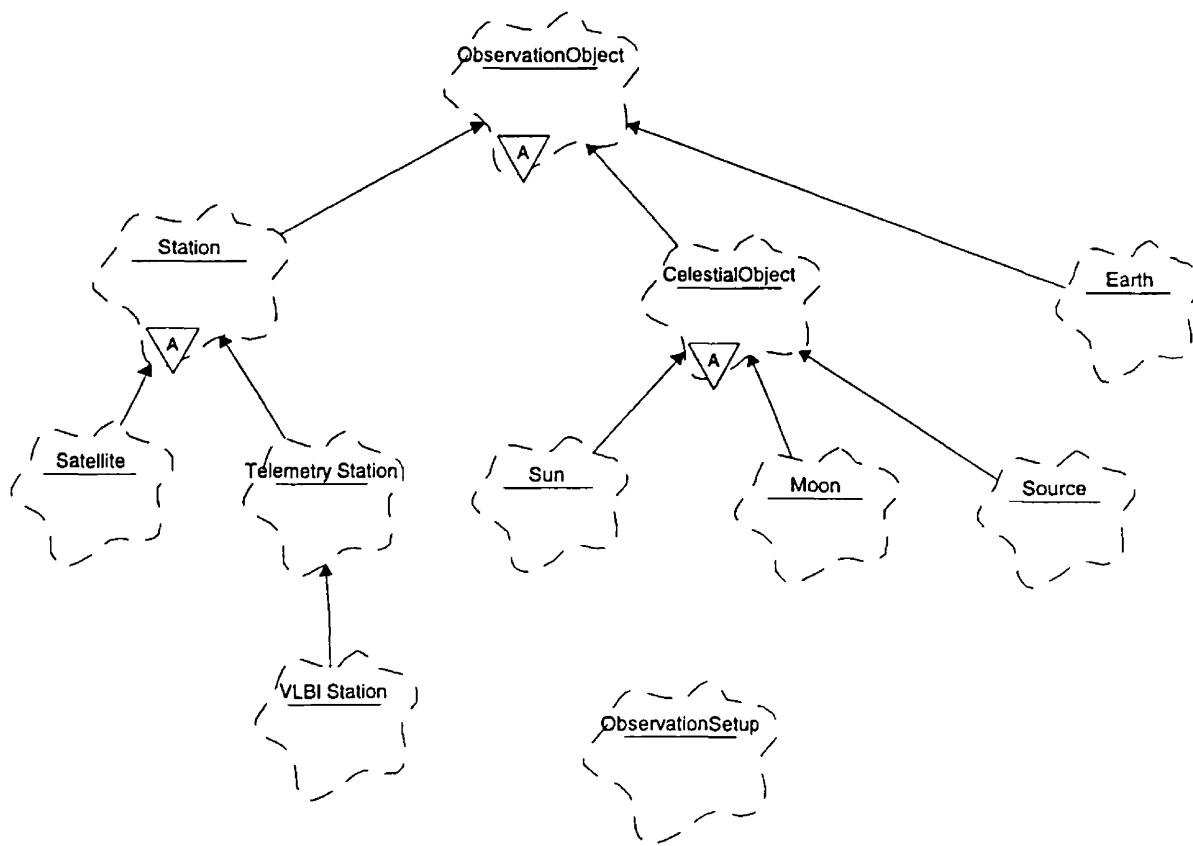 ObservationObject
A
Station
CelestialObject
Earth
A
A
Satellite
Telemetry Station
Sun
Moon
Source
VLBI Station
ObservationSetup